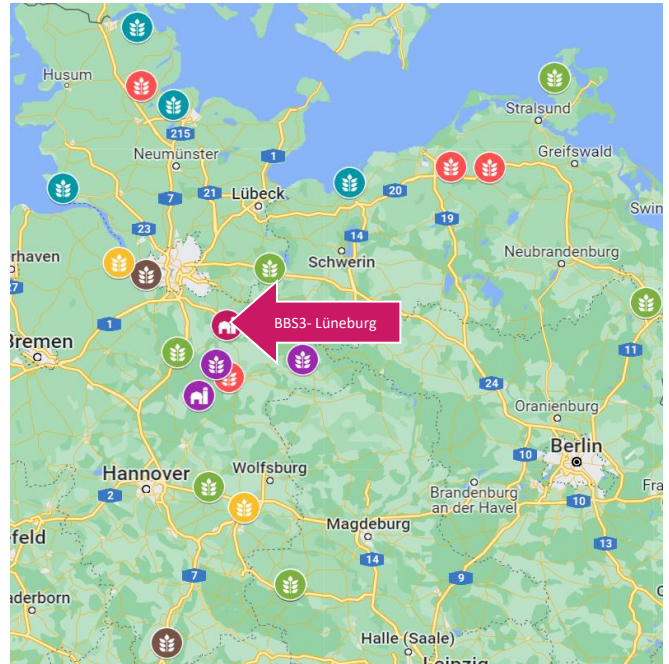 Husum
Stralsund
215
Neumünster
1
Greifswald
7
21
Lübeck
20
19
23
14
Swin
erhaven
Schwerin
Neubrandenburg
27
1
BBS3- Lüneburg
Bremen
11
24
Oranienburg
10
Berlin
Hannover
Wolfsburg
2
Brandenburg
an der Havel
10
Fra
Magdeburg
efeld
14
13
7
9
aderborn
Halle (Saale)
Leipzig